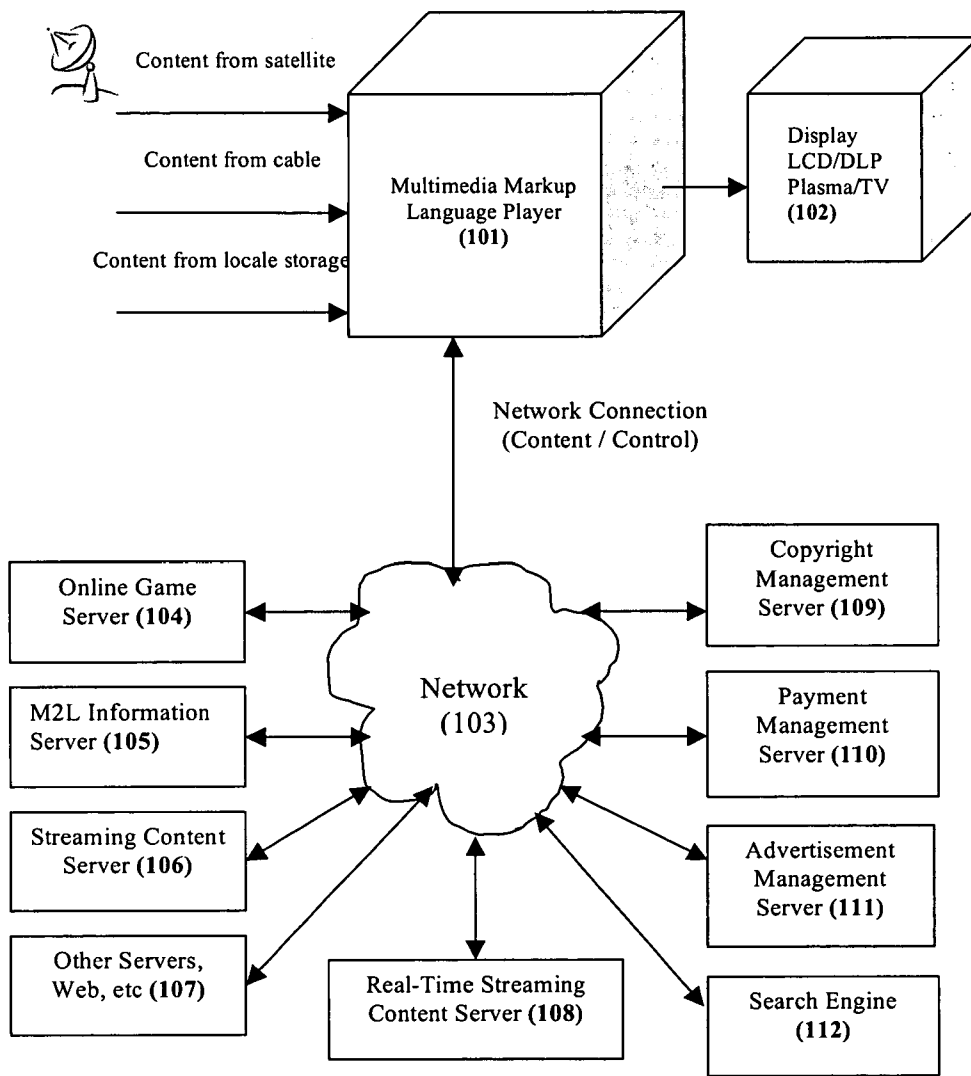 Content from satellite
Content from cable
Content from locale storage
Multimedia Markup
Language Player
(101)
Display
LCD/DLP
Plasma/TV
(102)
Network Connection
(Content / Control)
Online Game
Server (104)
M2L Information
Server (105)
Streaming Content
Server (106)
Other Servers,
Web, etc (107)
Network
(103)
Real-Time Streaming
Content Server (108)
Copyright
Management
Server (109)
Payment
Management
Server (110)
Advertisement
Management
Server (111)
Search Engine
(112)